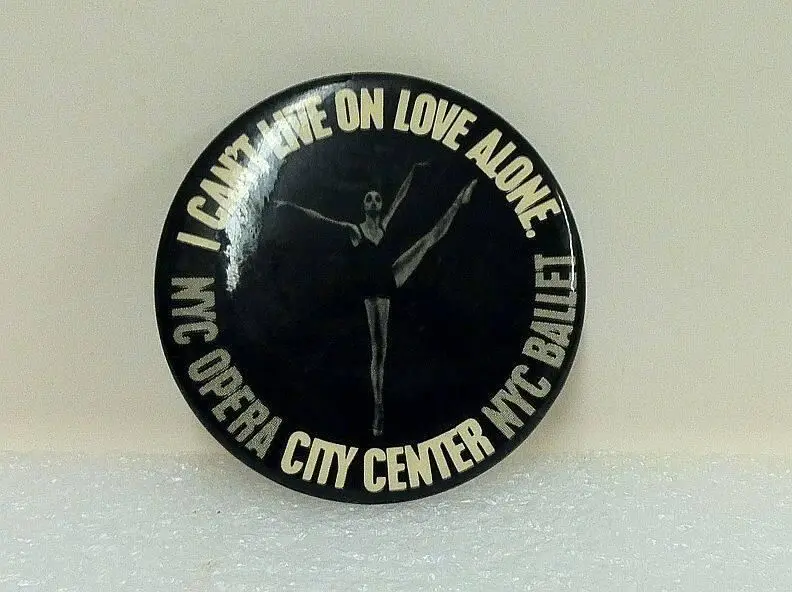 I CAN'T LIVE ON LOVE ALONE.
NYC OPERA CITY CENTER NYC BALLET